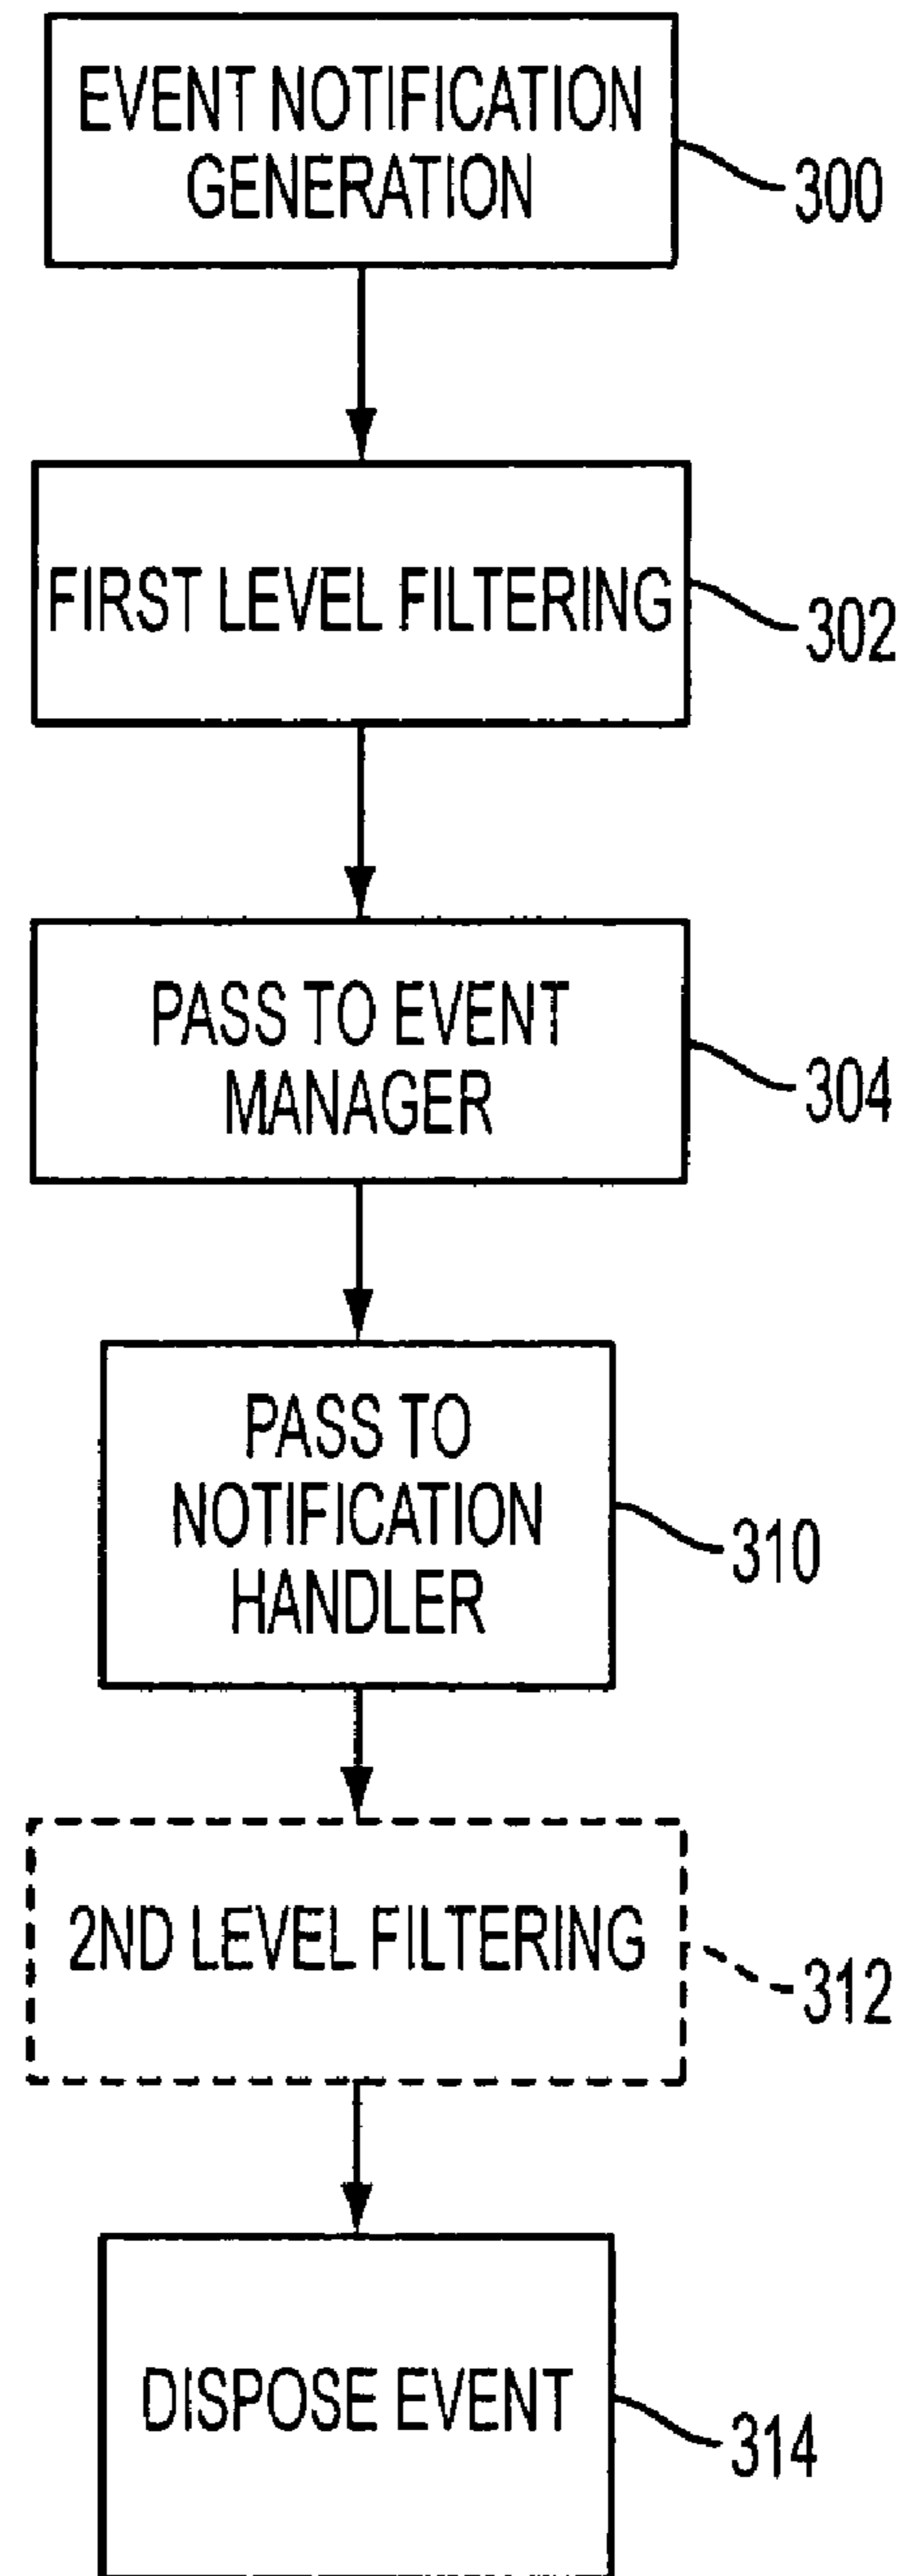 EVENT NOTIFICATION
GENERATION
300
FIRST LEVEL FILTERING
302
PASS TO EVENT
MANAGER
304
PASS TO
NOTIFICATION
HANDLER
310
2ND LEVEL FILTERING
312
DISPOSE EVENT
314